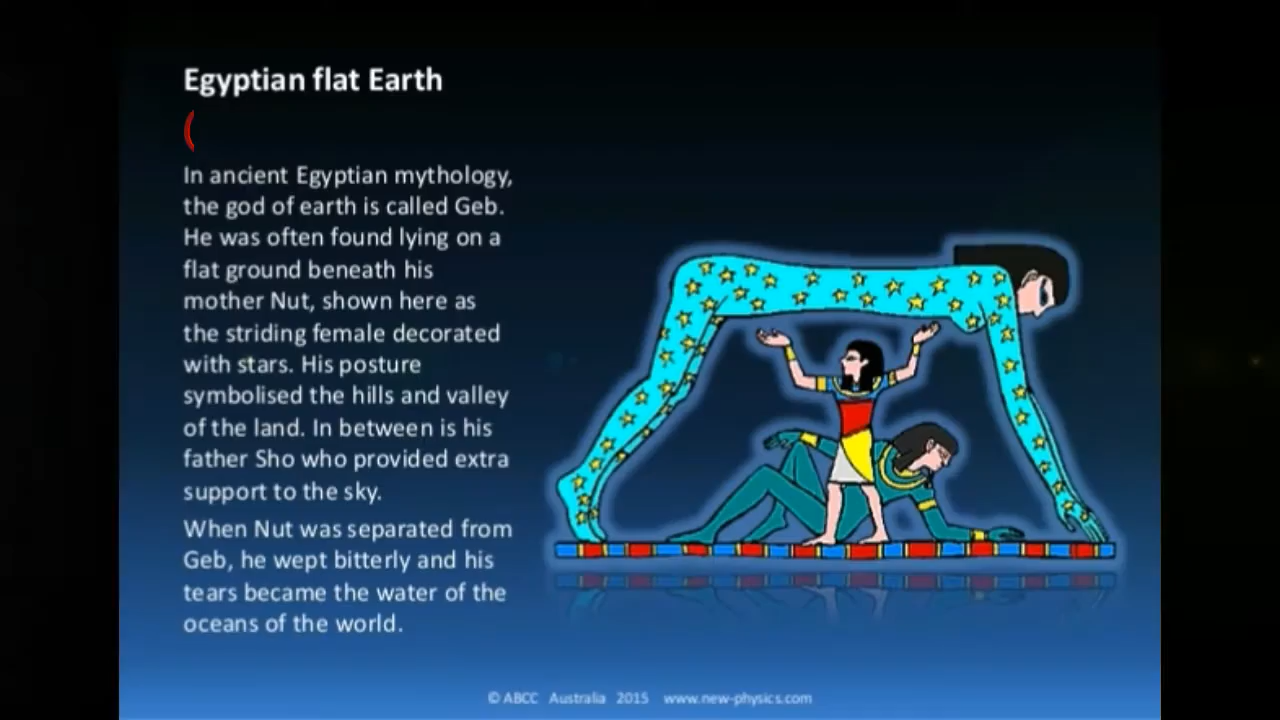 Egyptian flat Earth
(
In ancient Egyptian mythology,
the god of earth is called Geb.
He was often found lying on a
flat ground beneath his
mother Nut, shown here as
the striding female decorated
with stars. His posture
symbolised the hills and valley
of the land. In between is his
father Sho who provided extra
support to the sky.
When Nut was separated from
Geb, he wept bitterly and his
tears became the water of the
oceans of the world.
© ABCC Australia 2015 www.new-physics.com